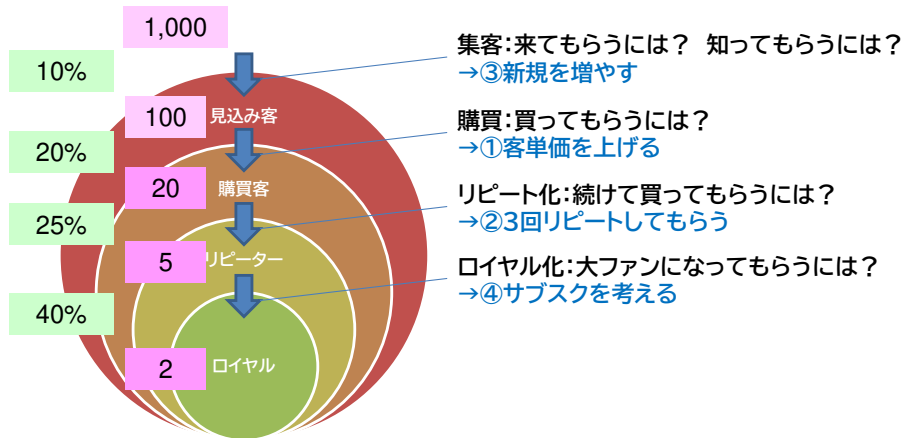 1,000
10%
100
見込み客
20%
20
購買客
25%
5
リピーター
40%
2
ロイヤル
集客:来てもらうには? 知ってもらうには?
→③新規を増やす
購買:買ってもらうには?
→①客単価を上げる
リピート化:続けて買ってもらうには?
→②3回リピートしてもらう
ロイヤル化:大ファンになってもらうには?
→④サブスクを考える